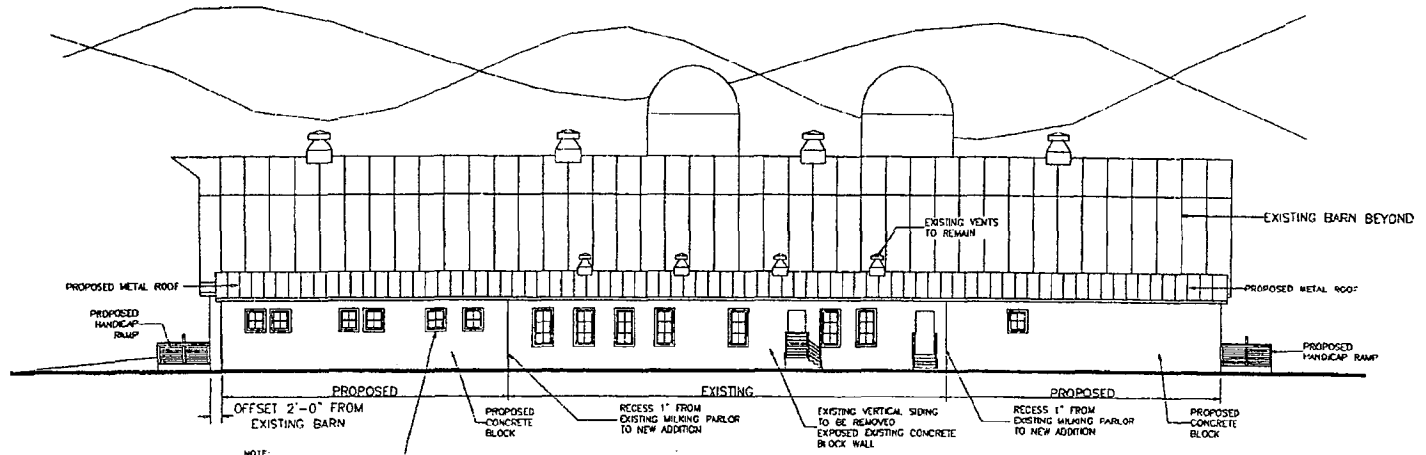 EXISTING BARN BEYOND
EXISTING VENTS
TO REMAIN
PROPOSED METAL ROOF
PROPOSED METAL ROOF
PROPOSED
HANDICAP
RAMP
PROPOSED
HANDICAP RAMP
PROPOSED
EXISTING
PROPOSED
OFFSET 2'-0" FROM
EXISTING BARN
PROPOSED
CONCRETE
BLOCK
RECESS 1" FROM
EXISTING MILKING PARLOR
TO NEW ADDITION
EXISTING VERTICAL SIDING
TO BE REMOVED
EXPOSED EXISTING CONCRETE
BLOCK WALL
RECESS 1" FROM
EXISTING MILKING PARLOR
TO NEW ADDITION
PROPOSED
CONCRETE
BLOCK
NOTE: